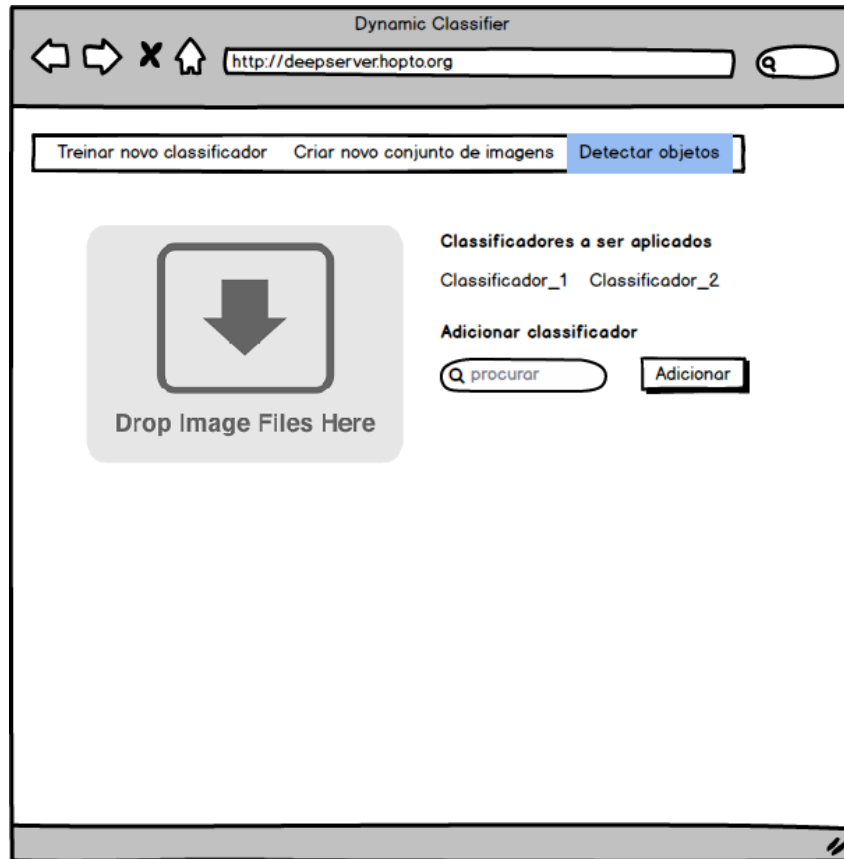 Dynamic Classifier
http://deepserver.hopto.org
Treinar novo classificador Criar novo conjunto de imagens Detectar objetos
Drop Image Files Here
Classificadores a ser aplicados
Classificador_1 Classificador_2
Adicionar classificador
procurar Adicionar